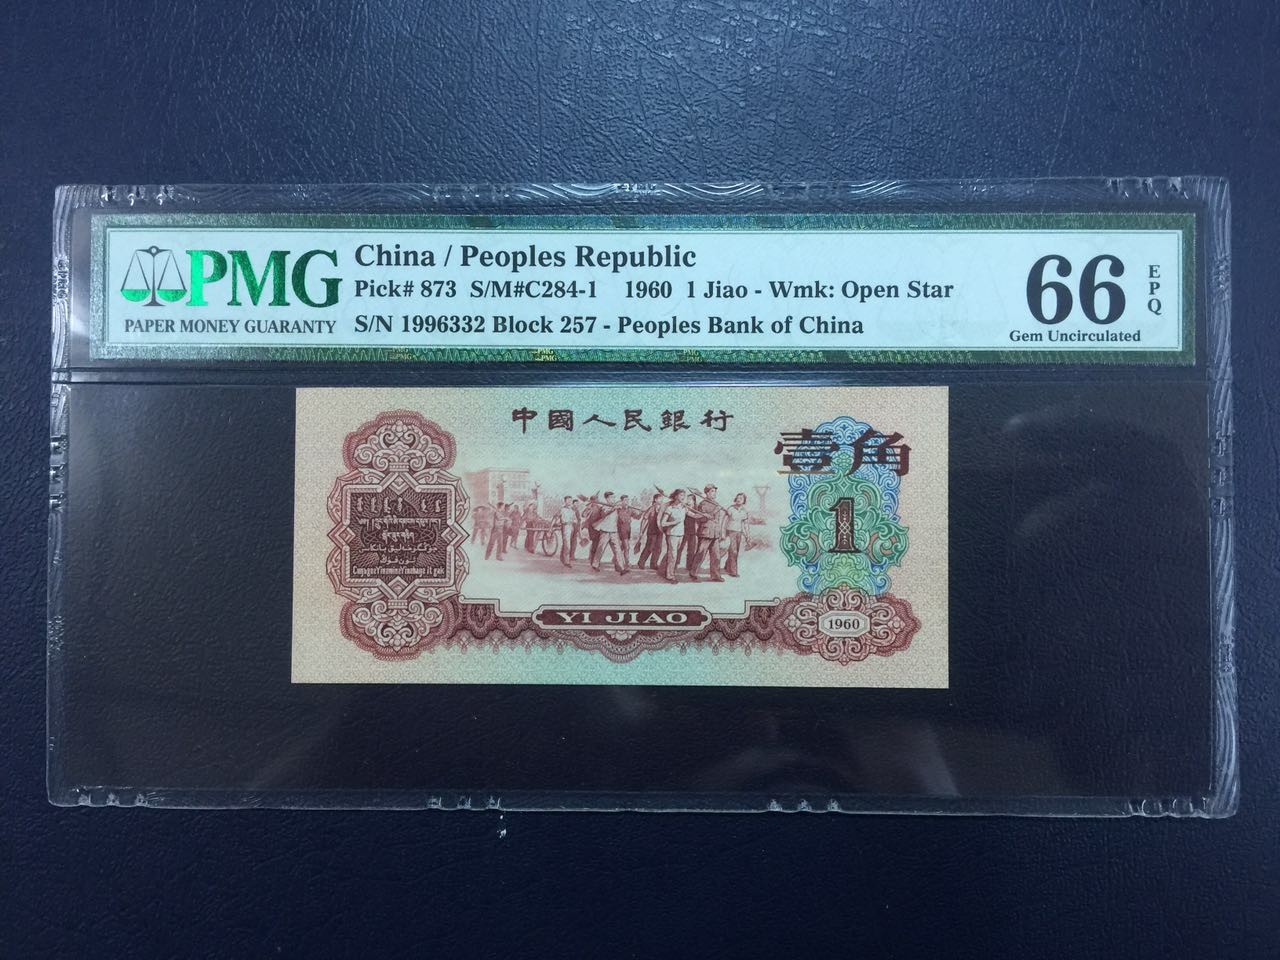 PMG
PAPER MONEY GUARANTY
China / Peoples Republic
Pick# 873 S/M#C284-1 1960 1 Jiao - Wmk: Open Star
S/N 1996332 Block 257 - Peoples Bank of China
66
EPQ
Gem Uncirculated
中國人民銀行
壹角
1
YI JIAO
1960